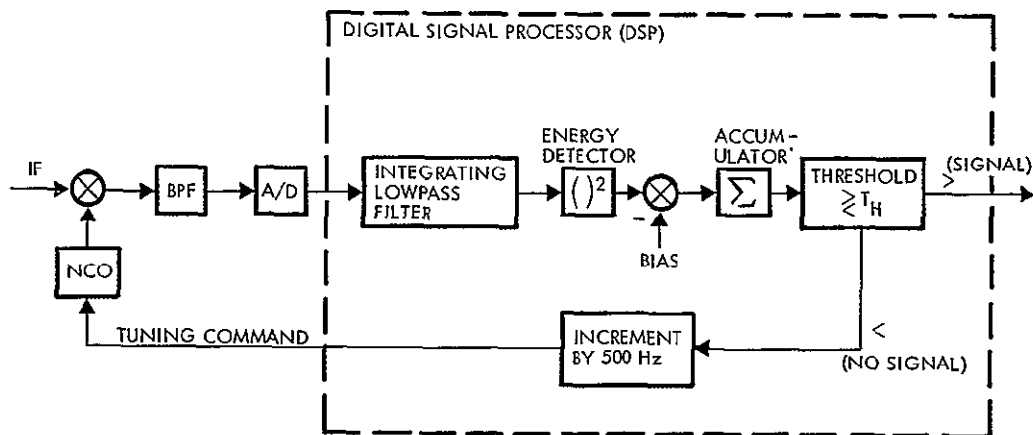 DIGITAL SIGNAL PROCESSOR (DSP)
IF
BPF
A/D
INTEGRATING
LOWPASS
FILTER
ENERGY
DETECTOR
( )²
−
BIAS
ACCUM-
ULATOR
Σ
THRESHOLD
≷ T_H
> (SIGNAL)
<
(NO SIGNAL)
NCO
TUNING COMMAND
INCREMENT
BY 500 Hz